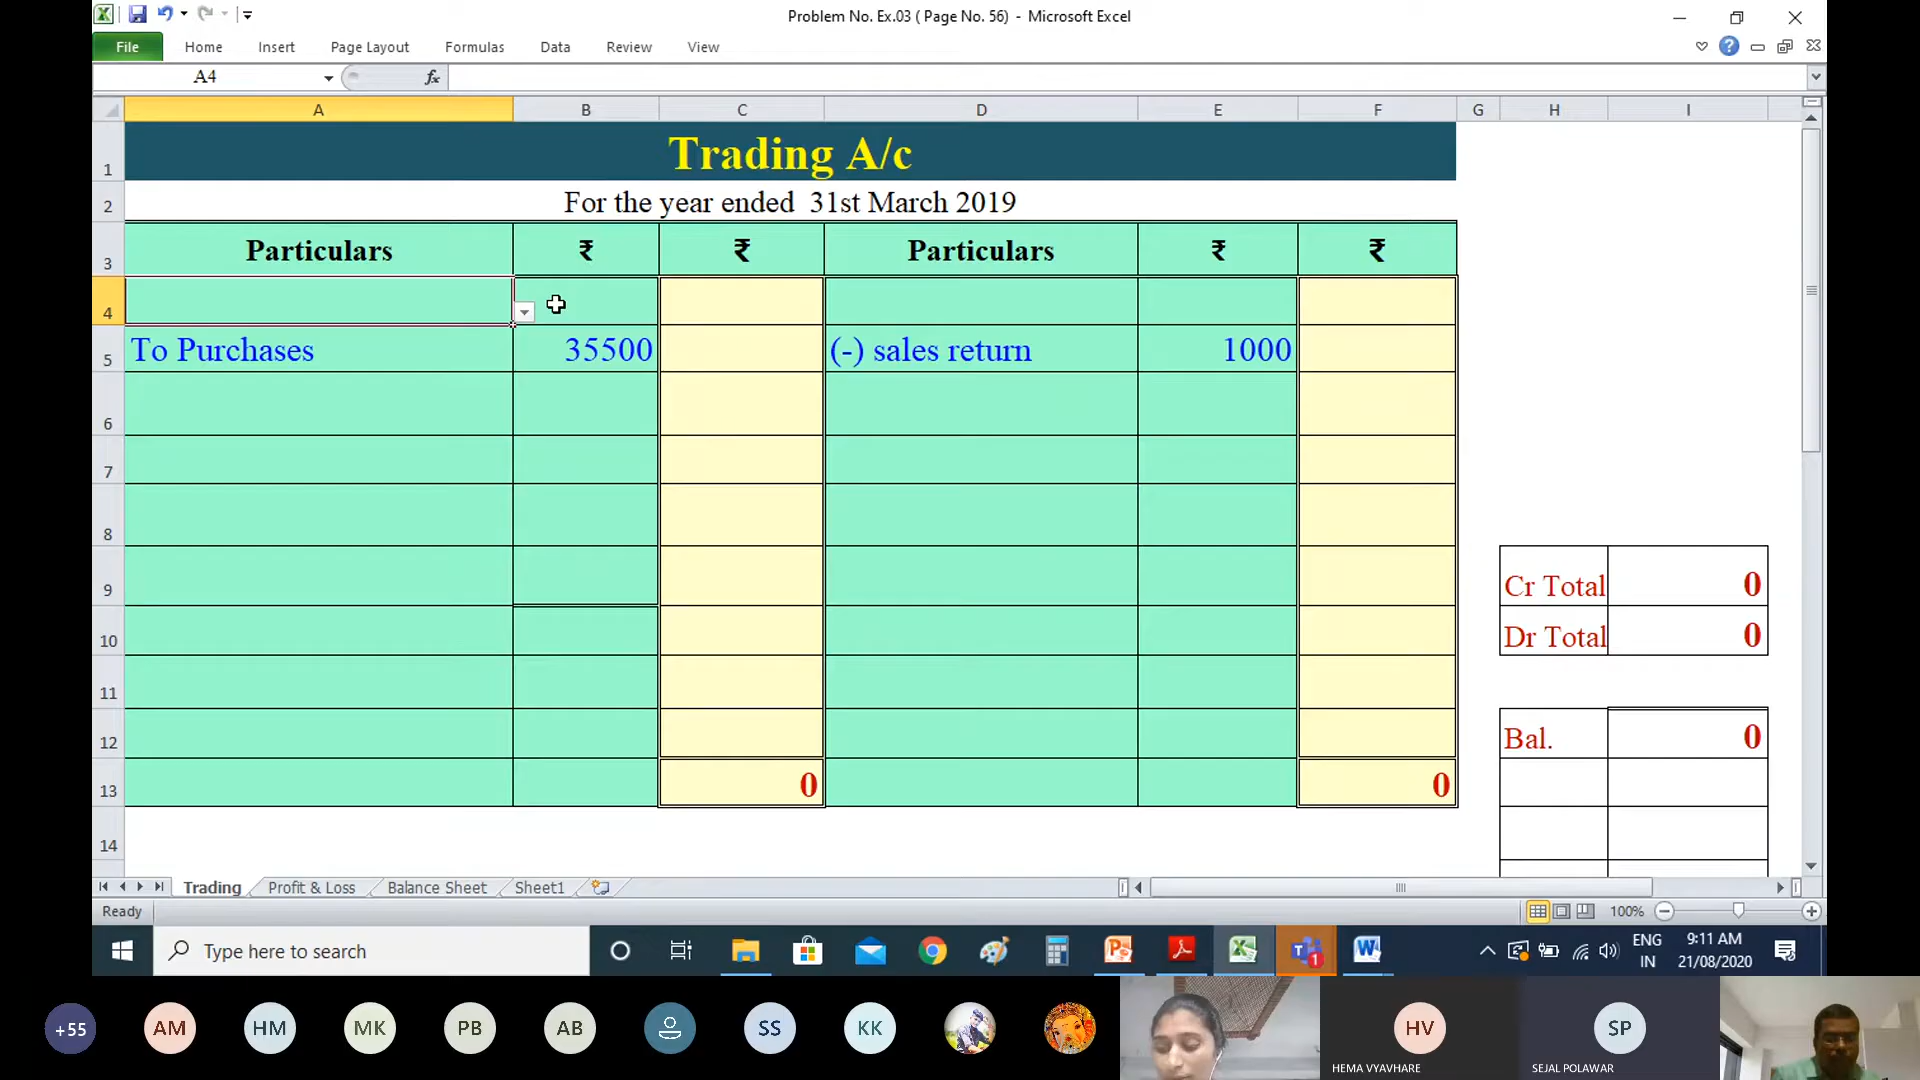 Problem No. Ex.03 ( Page No. 56) - Microsoft Excel
File Home Insert Page Layout Formulas Data Review View
A4 fx
A B C D E F G H I
1 Trading A/c
2 For the year ended 31st March 2019
3 Particulars ₹ ₹ Particulars ₹ ₹
4
5 To Purchases 35500 (-) sales return 1000
6
7
8
9 Cr Total 0
10 Dr Total 0
11
12 Bal. 0
13 0 0
14
Trading Profit & Loss Balance Sheet Sheet1
Ready 100%
Type here to search
1
ENG 9:11 AM
IN 21/08/2020
+55 AM HM MK PB AB SS KK HV SP
HEMA VYAVHARE SEJAL POLAWAR